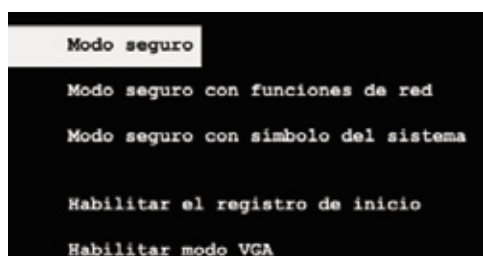 Modo seguro
Modo seguro con funciones de red
Modo seguro con símbolo del sistema
Habilitar el registro de inicio
Habilitar modo VGA